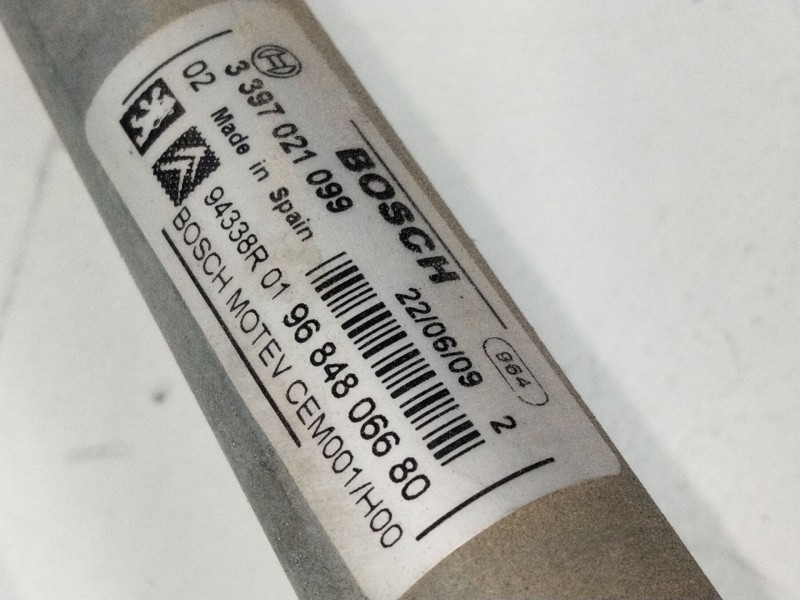 BOSCH
3 397 021 099
02 Made in Spain
22/06/09 2
964
94338R 01 96 848 066 80
BOSCH MOTEV CEM001/H00